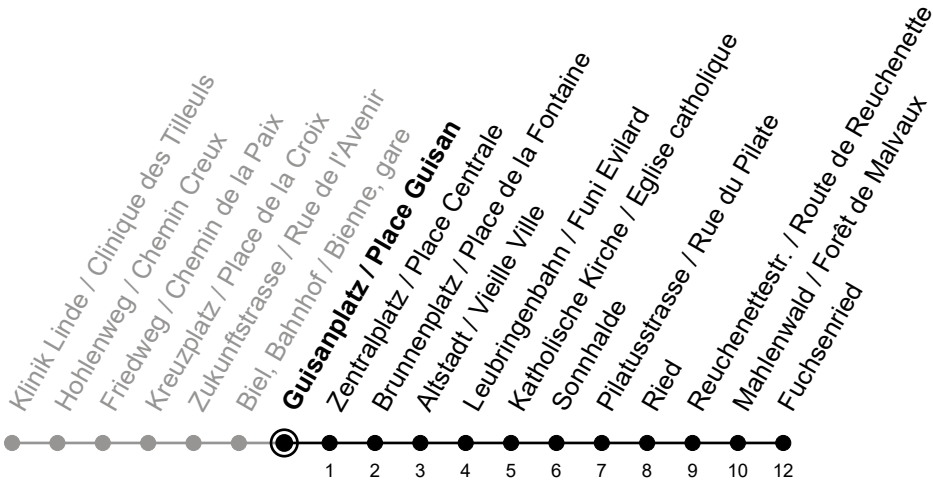 Klinik Linde / Clinique des Tilleuls
Hohlenweg / Chemin Creux
Friedweg / Chemin de la Paix
Kreuzplatz / Place de la Croix
Zukunftstrasse / Rue de l'Avenir
Biel, Bahnhof / Bienne, gare
Guisanplatz / Place Guisan
Zentralplatz / Place Centrale
Brunnenplatz / Place de la Fontaine
Altstadt / Vieille Ville
Leubringenbahn / Funi Evilard
Katholische Kirche / Eglise catholique
Sonnhalde
Pilatusstrasse / Rue du Pilate
Ried
Reuchenettestr. / Route de Reuchenette
Mahlenwald / Forêt de Malvaux
Fuchsenried
1 2 3 4 5 6 7 8 9 10 12